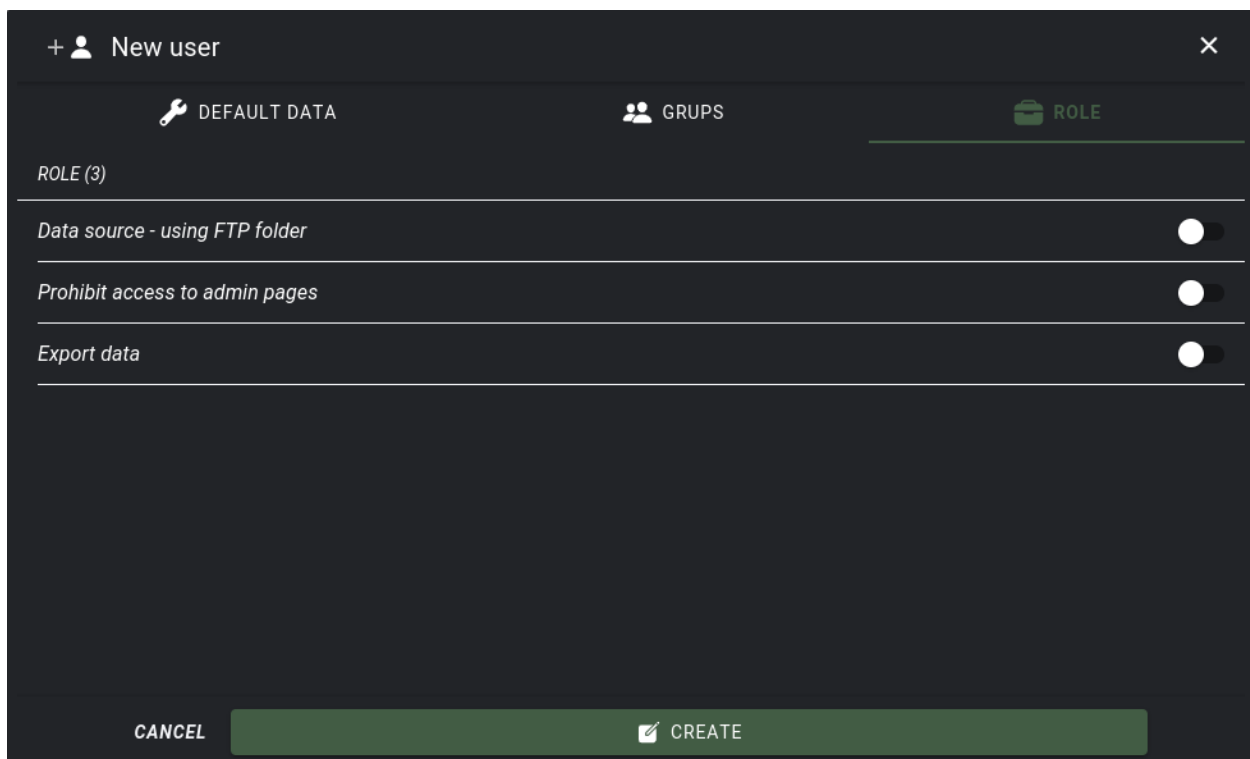 New user
DEFAULT DATA
GRUPS
ROLE
ROLE (3)
Data source - using FTP folder
Prohibit access to admin pages
Export data
CANCEL
CREATE